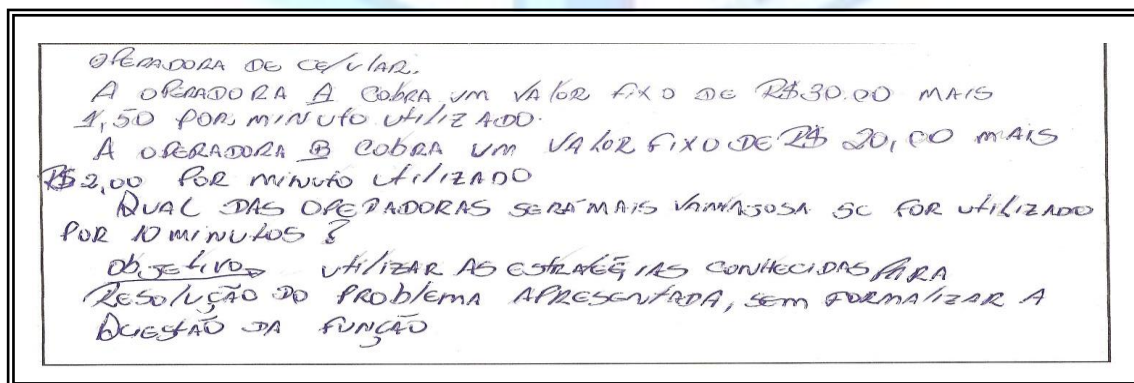 OPERADORA DE CELULAR.
A OPERADORA A COBRA UM VALOR FIXO DE R$30.00 MAIS
1,50 POR MINUTO UTILIZADO.
A OPERADORA B COBRA UM VALOR FIXO DE R$ 20,00 MAIS
R$2,00 POR MINUTO UTILIZADO
QUAL DAS OPERADORAS SERÁ MAIS VANTAJOSA SE FOR UTILIZADO
POR 10 MINUTOS ?
OBJETIVO UTILIZAR AS ESTRATÉGIAS CONHECIDAS PARA
RESOLUÇÃO DO PROBLEMA APRESENTADA, SEM FORMALIZAR A
QUESTÃO DA FUNÇÃO